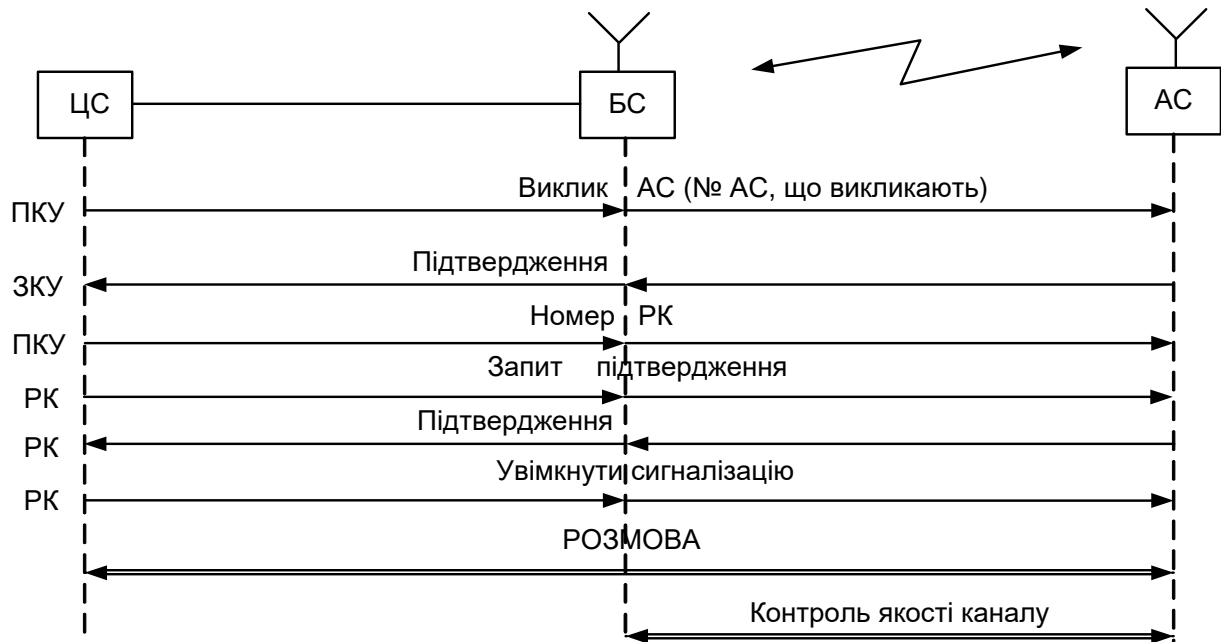 ЦС БС АС
Виклик АС (№ АС, що викликають)
ПКУ
Підтвердження
ЗКУ
Номер РК
ПКУ
Запит підтвердження
РК
Підтвердження
РК
Увімкнути сигналізацію
РК
РОЗМОВА
Контроль якості каналу